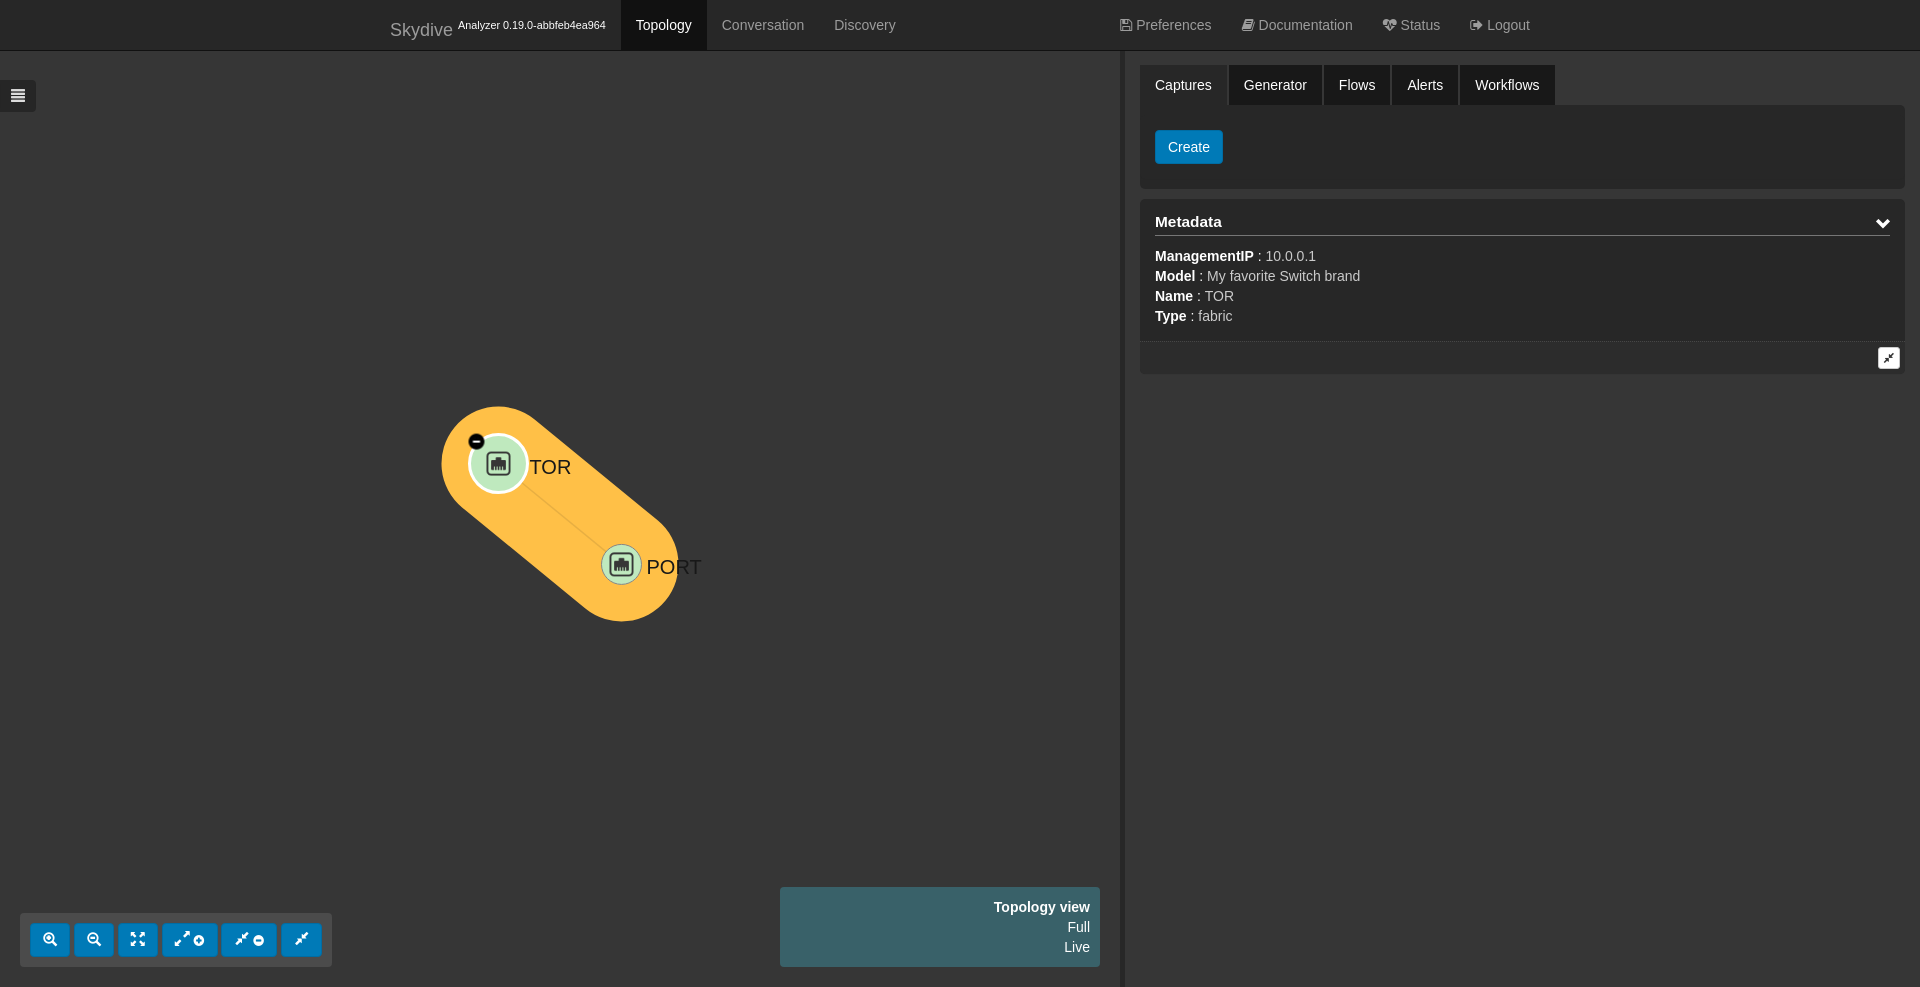 Skydive Analyzer 0.19.0-abbfeb4ea964 Topology Conversation Discovery Preferences Documentation Status Logout
Captures Generator Flows Alerts Workflows
Create
Metadata
ManagementIP : 10.0.0.1
Model : My favorite Switch brand
Name : TOR
Type : fabric
TOR
PORT
Topology view
Full
Live